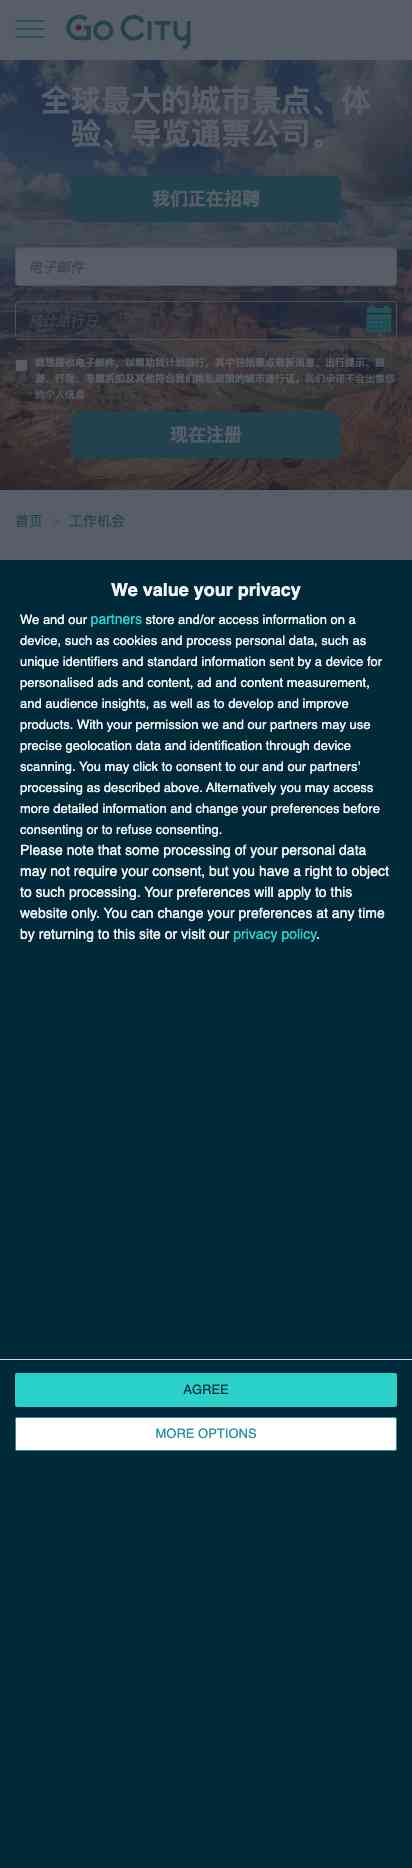 Go City
全球最大的城市景点、体
验、导览通票公司。
我们正在招聘
电子邮件
现在注册
首页 > 工作机会
We value your privacy
We and our partners store and/or access information on a
device, such as cookies and process personal data, such as
unique identifiers and standard information sent by a device for
personalised ads and content, ad and content measurement,
and audience insights, as well as to develop and improve
products. With your permission we and our partners may use
precise geolocation data and identification through device
scanning. You may click to consent to our and our partners’
processing as described above. Alternatively you may access
more detailed information and change your preferences before
consenting or to refuse consenting.
Please note that some processing of your personal data
may not require your consent, but you have a right to object
to such processing. Your preferences will apply to this
website only. You can change your preferences at any time
by returning to this site or visit our privacy policy.
AGREE
MORE OPTIONS